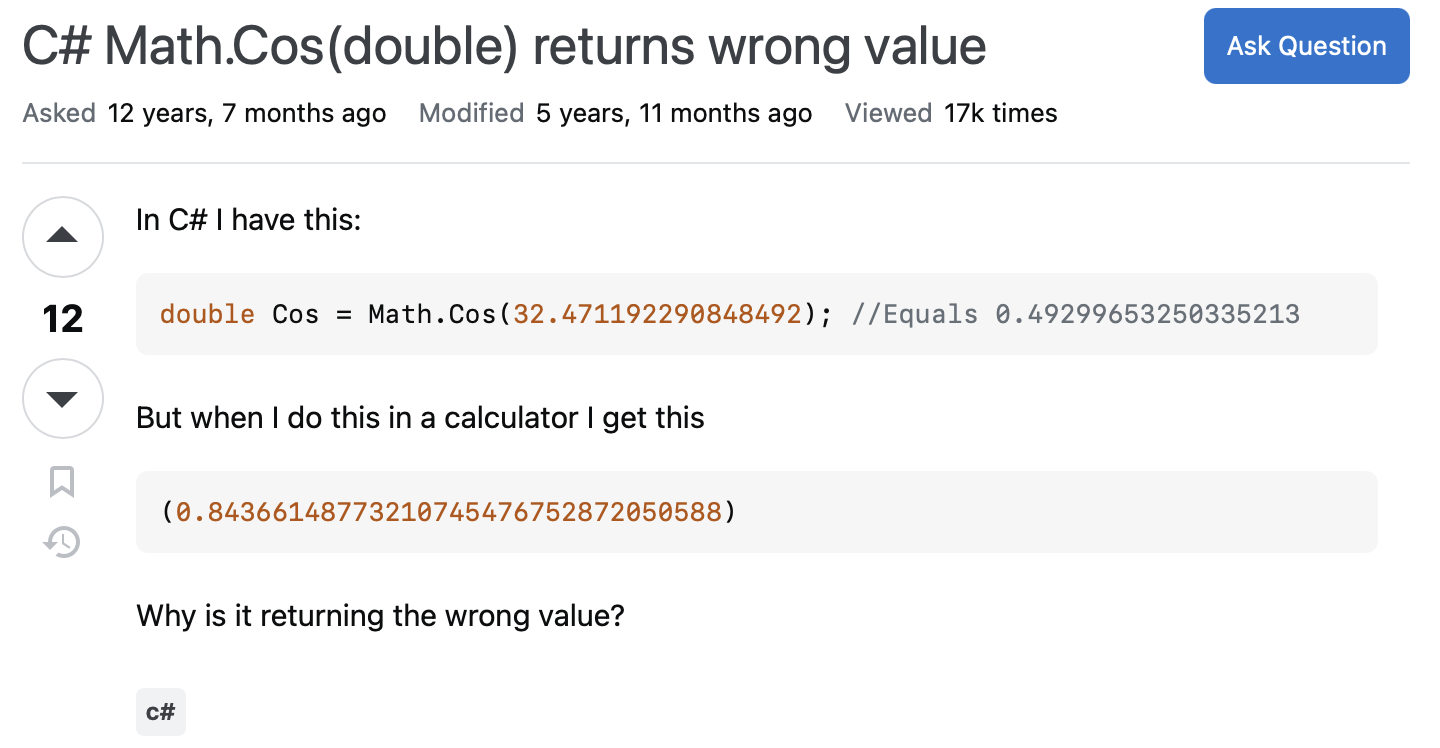 C# Math.Cos(double) returns wrong value
Ask Question
Asked 12 years, 7 months ago Modified 5 years, 11 months ago Viewed 17k times
In C# I have this:
12
double Cos = Math.Cos(32.471192290848492); //Equals 0.49299653250335213
But when I do this in a calculator I get this
(0.84366148773210745476752872050588)
Why is it returning the wrong value?
c#